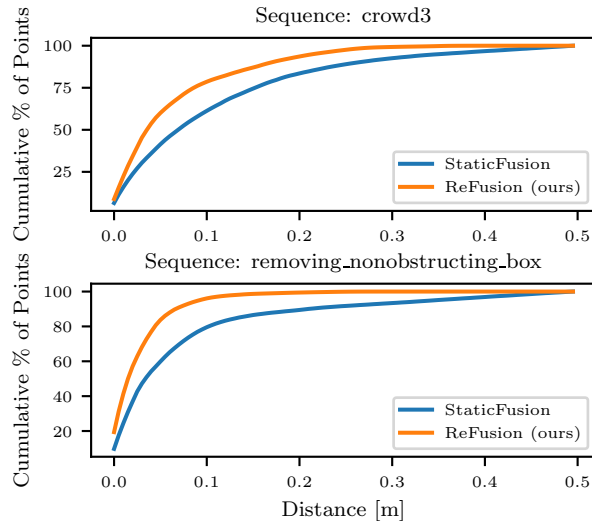 Sequence: crowd3
Cumulative % of Points
100
75
50
25
StaticFusion
ReFusion (ours)
0.0 0.1 0.2 0.3 0.4 0.5
Sequence: removing_nonobstructing_box
Cumulative % of Points
100
80
60
40
20
StaticFusion
ReFusion (ours)
0.0 0.1 0.2 0.3 0.4 0.5
Distance [m]